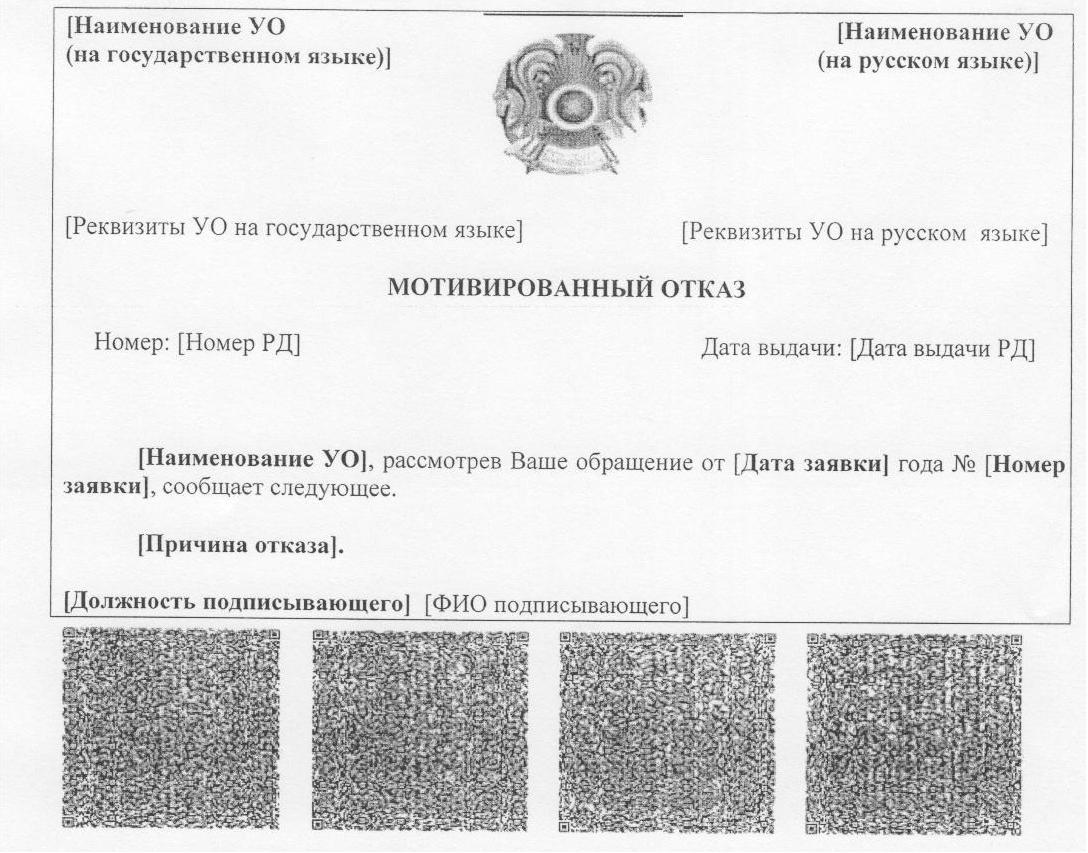 [Наименование УО
(на государственном языке)]
[Наименование УО
(на русском языке)]
[Реквизиты УО на государственном языке]
[Реквизиты УО на русском языке]
МОТИВИРОВАННЫЙ ОТКАЗ
Номер: [Номер РД]
Дата выдачи: [Дата выдачи РД]
[Наименование УО], рассмотрев Ваше обращение от [Дата заявки] года № [Номер
заявки], сообщает следующее.
[Причина отказа].
[Должность подписывающего] [ФИО подписывающего]